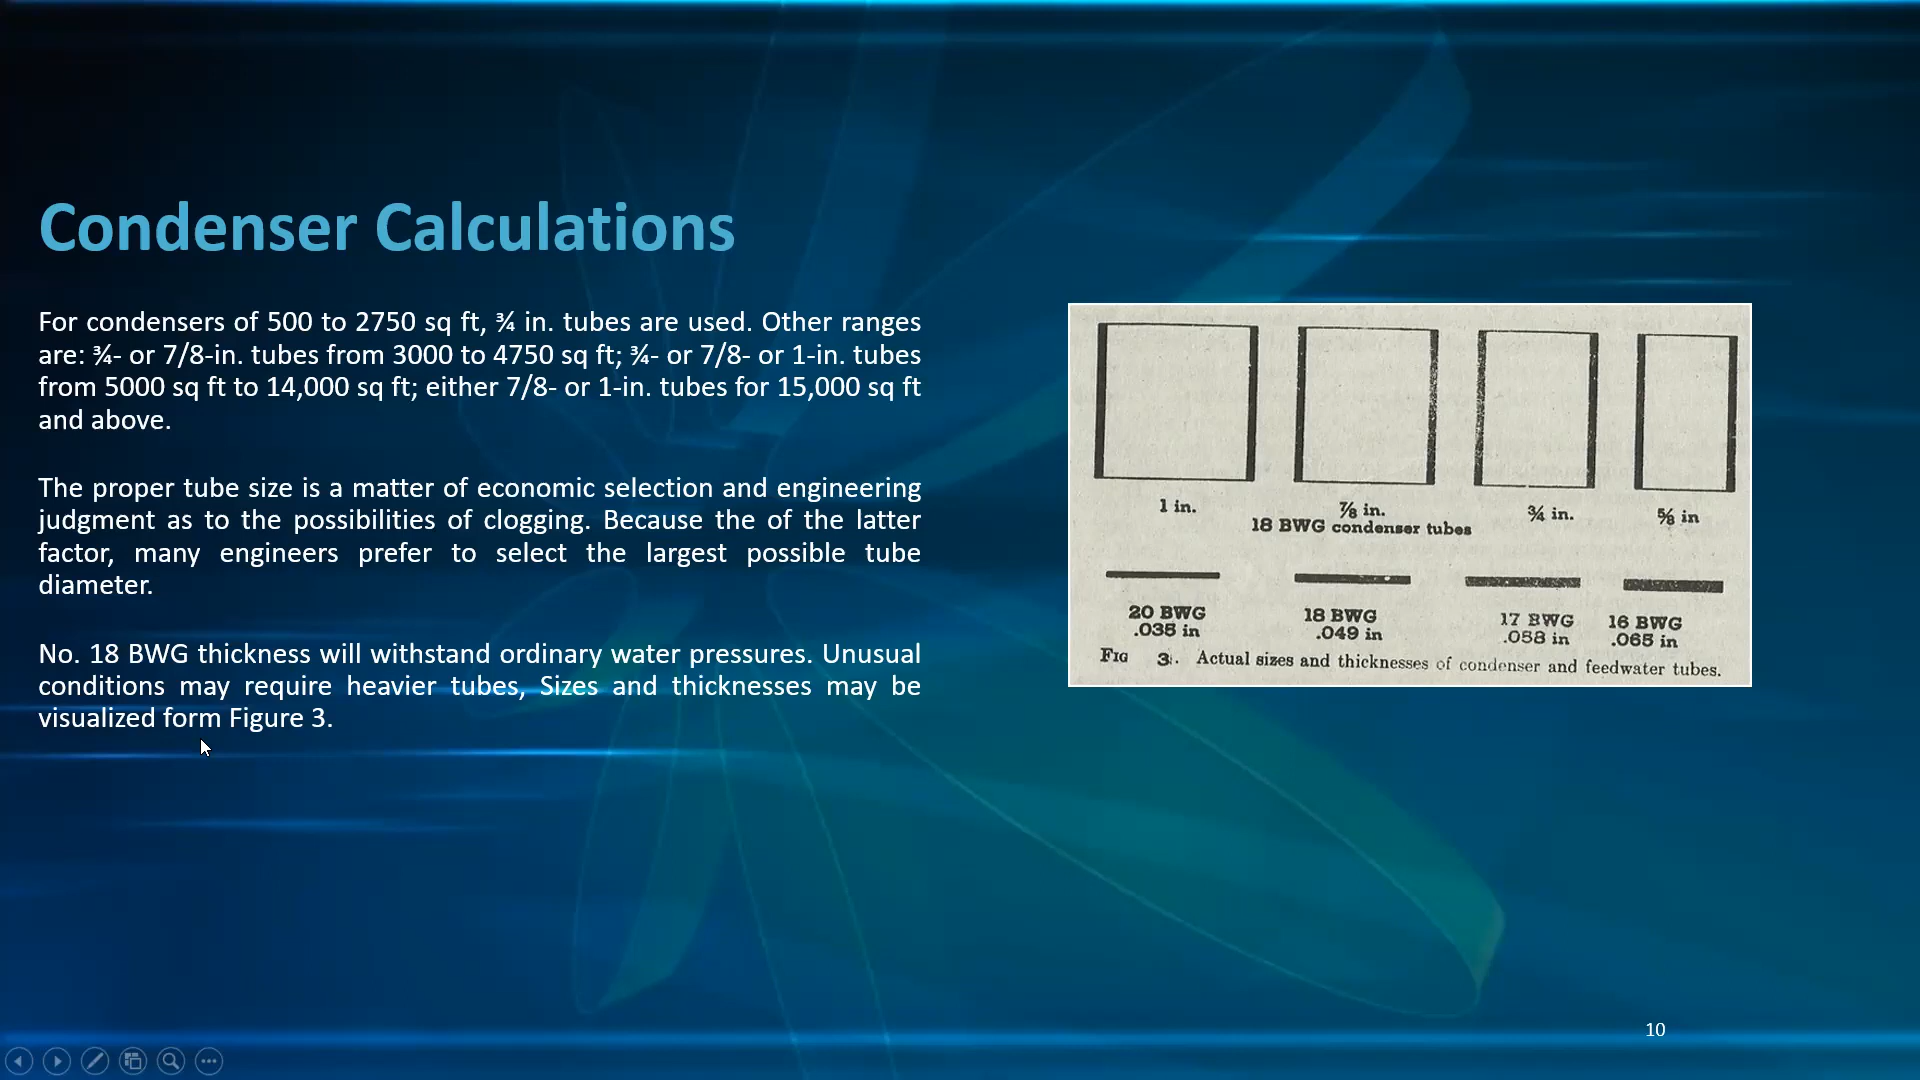 Condenser Calculations
For condensers of 500 to 2750 sq ft, ¾ in. tubes are used. Other ranges
are: ¾- or 7/8-in. tubes from 3000 to 4750 sq ft; ¾- or 7/8- or 1-in. tubes
from 5000 sq ft to 14,000 sq ft; either 7/8- or 1-in. tubes for 15,000 sq ft
and above.
The proper tube size is a matter of economic selection and engineering
judgment as to the possibilities of clogging. Because the of the latter
factor, many engineers prefer to select the largest possible tube
diameter.
No. 18 BWG thickness will withstand ordinary water pressures. Unusual
conditions may require heavier tubes, Sizes and thicknesses may be
visualized form Figure 3.
1 in. ⅞ in. ¾ in. ⅝ in
18 BWG condenser tubes
20 BWG 18 BWG 17 BWG 16 BWG
.035 in .049 in .058 in .065 in
FIG 3. Actual sizes and thicknesses of condenser and feedwater tubes.
10